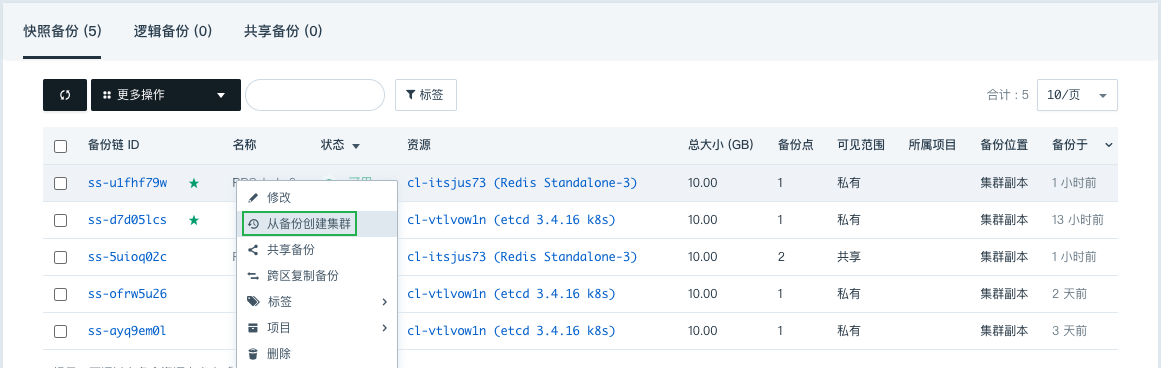 快照备份 (5) 逻辑备份 (0) 共享备份 (0)
更多操作 标签 合计 : 5 10/页
备份链 ID 名称 状态 资源 总大小 (GB) 备份点 可见范围 所属项目 备份位置 备份于
ss-u1fhf79w cl-itsjus73 (Redis Standalone-3) 10.00 1 私有 集群副本 1 小时前
修改
ss-d7d05lcs 从备份创建集群 cl-vtlvow1n (etcd 3.4.16 k8s) 10.00 1 私有 集群副本 13 小时前
共享备份
ss-5uioq02c cl-itsjus73 (Redis Standalone-3) 10.00 2 共享 集群副本 1 小时前
跨区复制备份
ss-ofrw5u26 标签 cl-vtlvow1n (etcd 3.4.16 k8s) 10.00 1 私有 集群副本 2 天前
项目
ss-ayq9em0l cl-vtlvow1n (etcd 3.4.16 k8s) 10.00 1 私有 集群副本 3 天前
删除